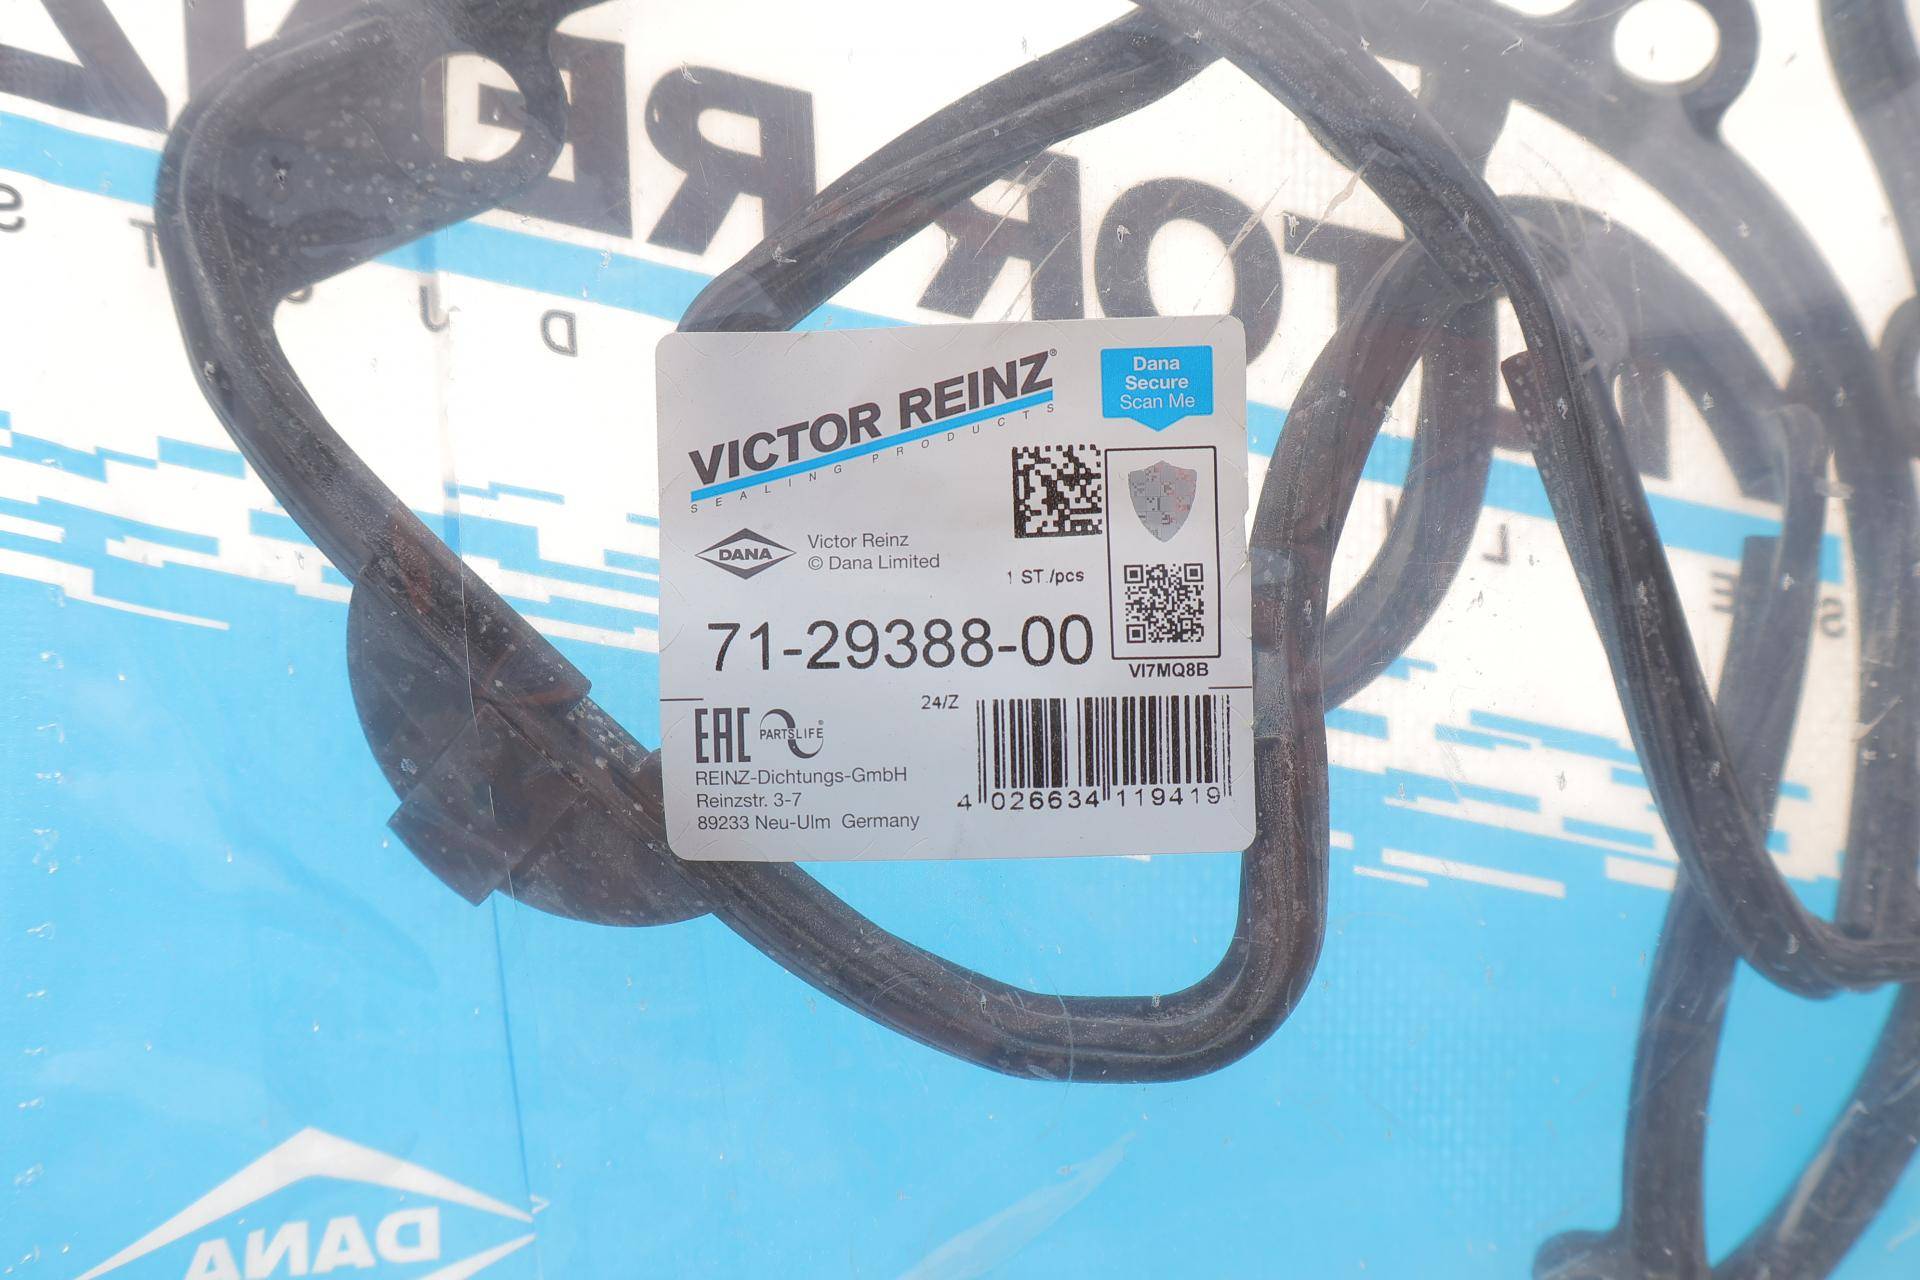 VICTOR REINZ®
SEALING PRODUCTS
Dana
Secure
Scan Me
DANA
Victor Reinz
© Dana Limited
1 ST./pcs
71-29388-00
VI7MQ8B
24/Z
EAC
PARTSLIFE®
REINZ-Dichtungs-GmbH
Reinzstr. 3-7
89233 Neu-Ulm Germany
4 026634 119419
DANA